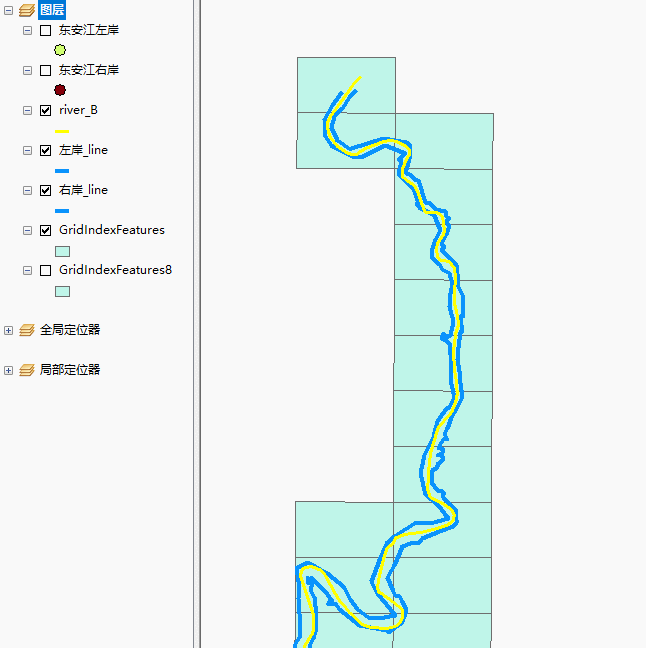 图层
东安江左岸
东安江右岸
river_B
左岸_line
右岸_line
GridIndexFeatures
GridIndexFeatures8
全局定位器
局部定位器